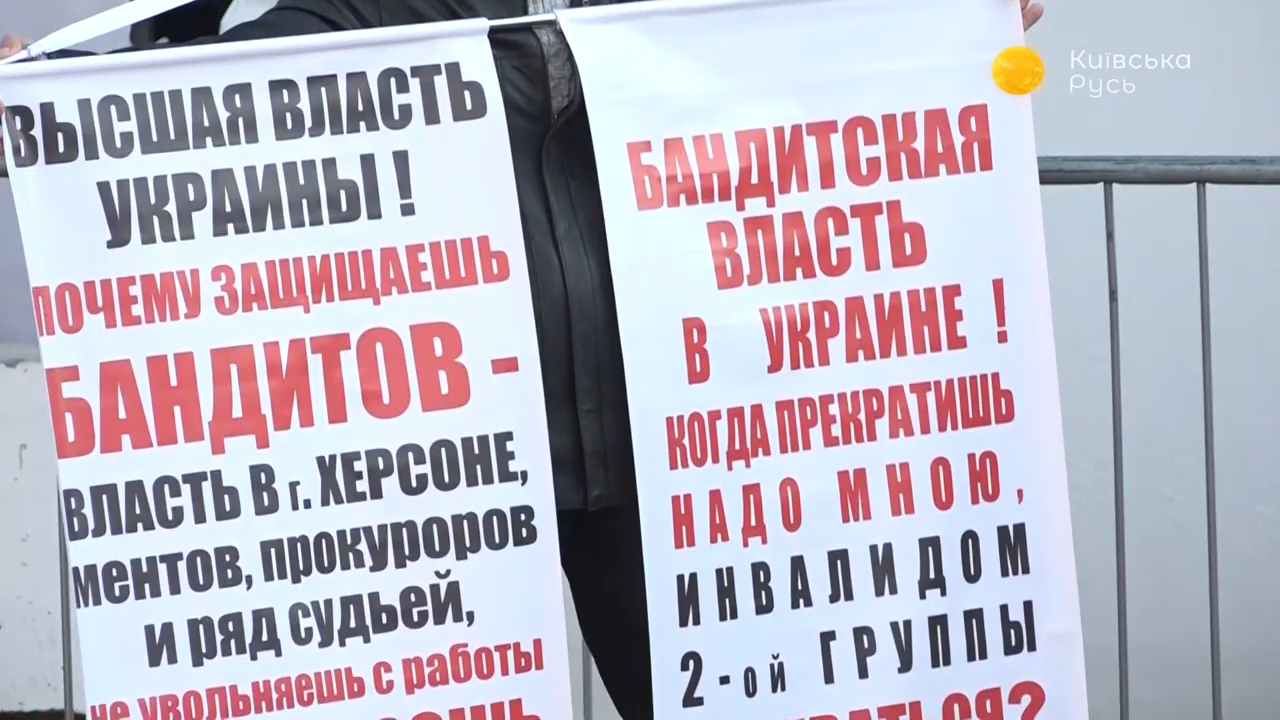 ВЫСШАЯ ВЛАСТЬ
УКРАИНЫ !
ПОЧЕМУ ЗАЩИЩАЕШЬ
БАНДИТОВ -
ВЛАСТЬ В г. ХЕРСОНЕ,
ментов, прокуроров
и ряд судьей,
не увольняешь с работы
БАНДИТСКАЯ
ВЛАСТЬ
В УКРАИНЕ !
КОГДА ПРЕКРАТИШЬ
НАДО МНОЮ,
ИНВАЛИДОМ
2-ой ГРУППЫ
Київська
Русь